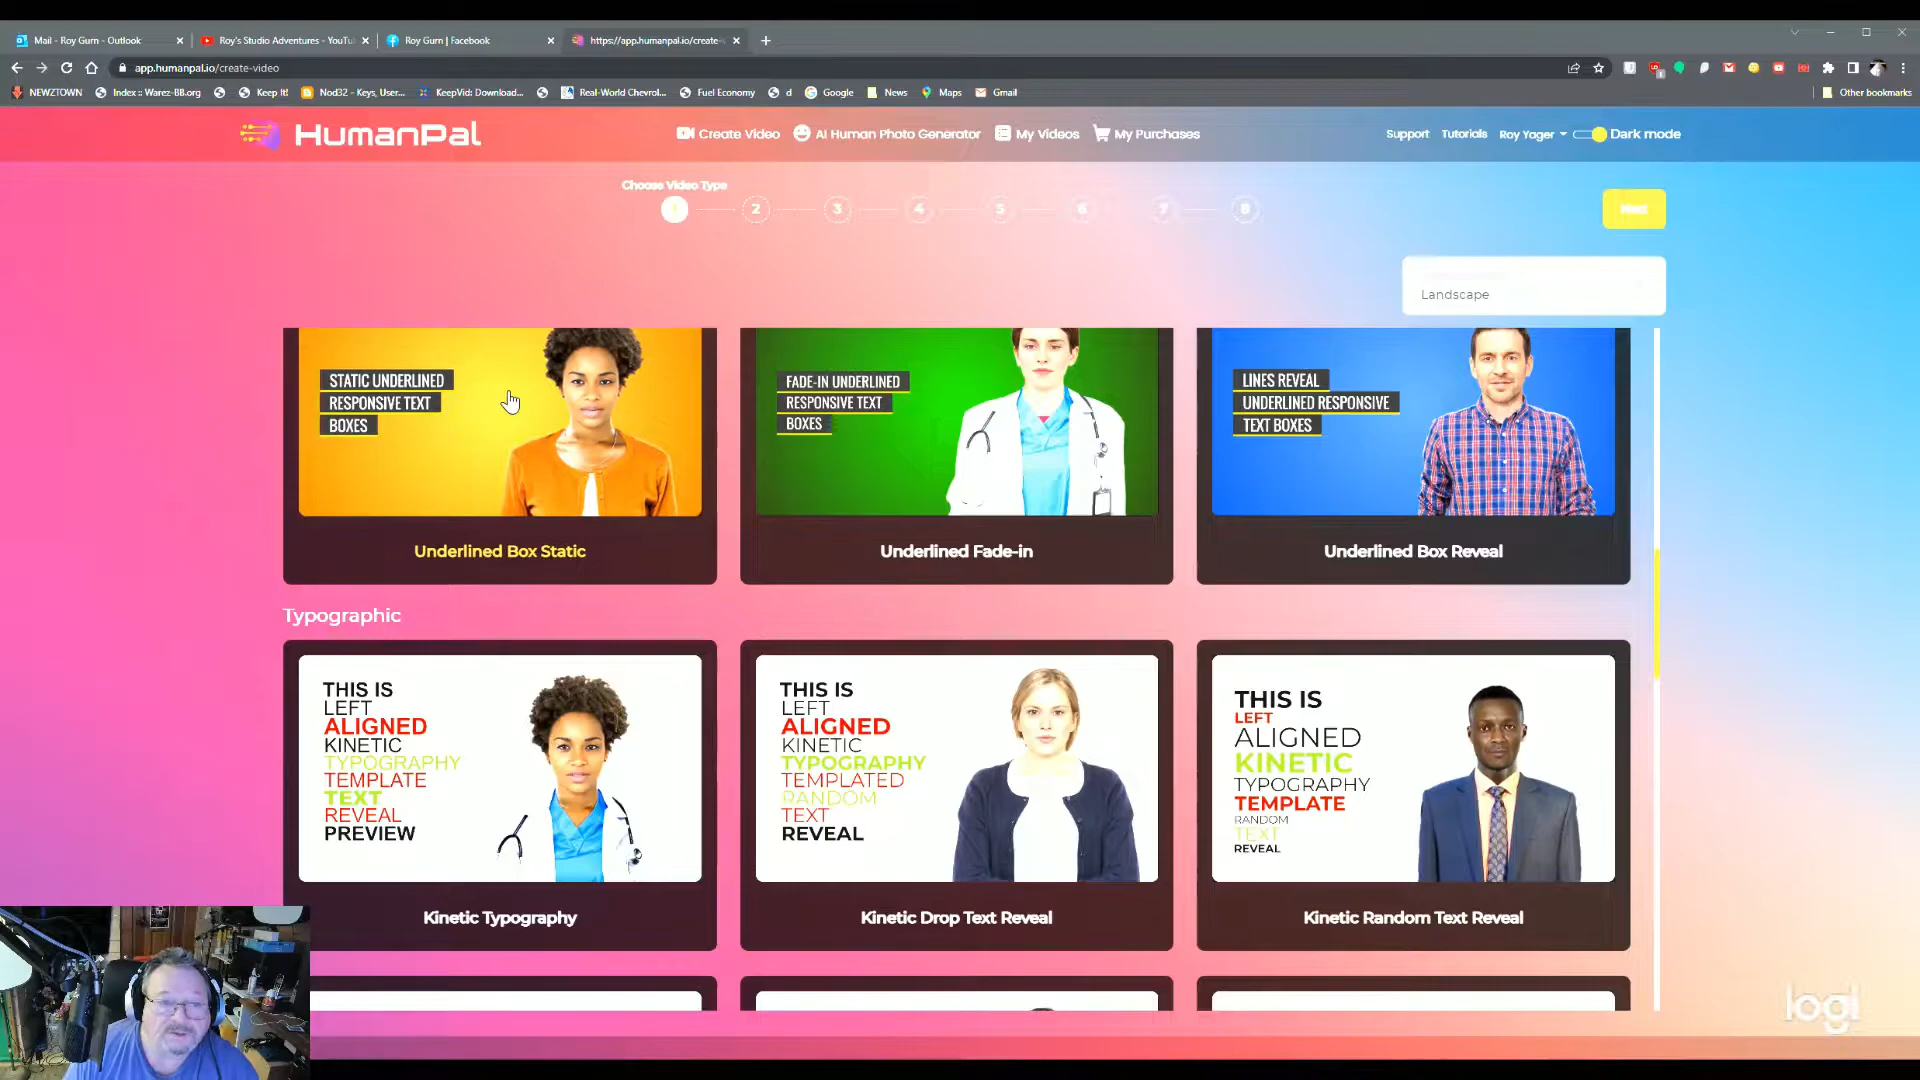 Mail - Roy Gurn - Outlook
Roy's Studio Adventures - YouTu
Roy Gurn | Facebook
https://app.humanpal.io/create-
app.humanpal.io/create-video
NEWZTOWN
Index :: Warez-BB.org
Keep It!
Nod32 - Keys, User...
KeepVid: Download...
Real-World Chevrol...
Fuel Economy
d
Google
News
Maps
Gmail
Other bookmarks
HumanPal
Create Video
AI Human Photo Generator
My Videos
My Purchases
Support
Tutorials
Roy Yager
Dark mode
Choose Video Type
1
2
3
4
5
6
7
8
Next
Landscape
STATIC UNDERLINED
RESPONSIVE TEXT
BOXES
Underlined Box Static
FADE-IN UNDERLINED
RESPONSIVE TEXT
BOXES
Underlined Fade-in
LINES REVEAL
UNDERLINED RESPONSIVE
TEXT BOXES
Underlined Box Reveal
Typographic
THIS IS
LEFT
ALIGNED
KINETIC
TYPOGRAPHY
TEMPLATE
TEXT
REVEAL
PREVIEW
Kinetic Typography
THIS IS
LEFT
ALIGNED
KINETIC
TYPOGRAPHY
TEMPLATED
RANDOM
TEXT
REVEAL
Kinetic Drop Text Reveal
THIS IS
LEFT
ALIGNED
KINETIC
TYPOGRAPHY
TEMPLATE
RANDOM
TEXT
REVEAL
Kinetic Random Text Reveal
logi